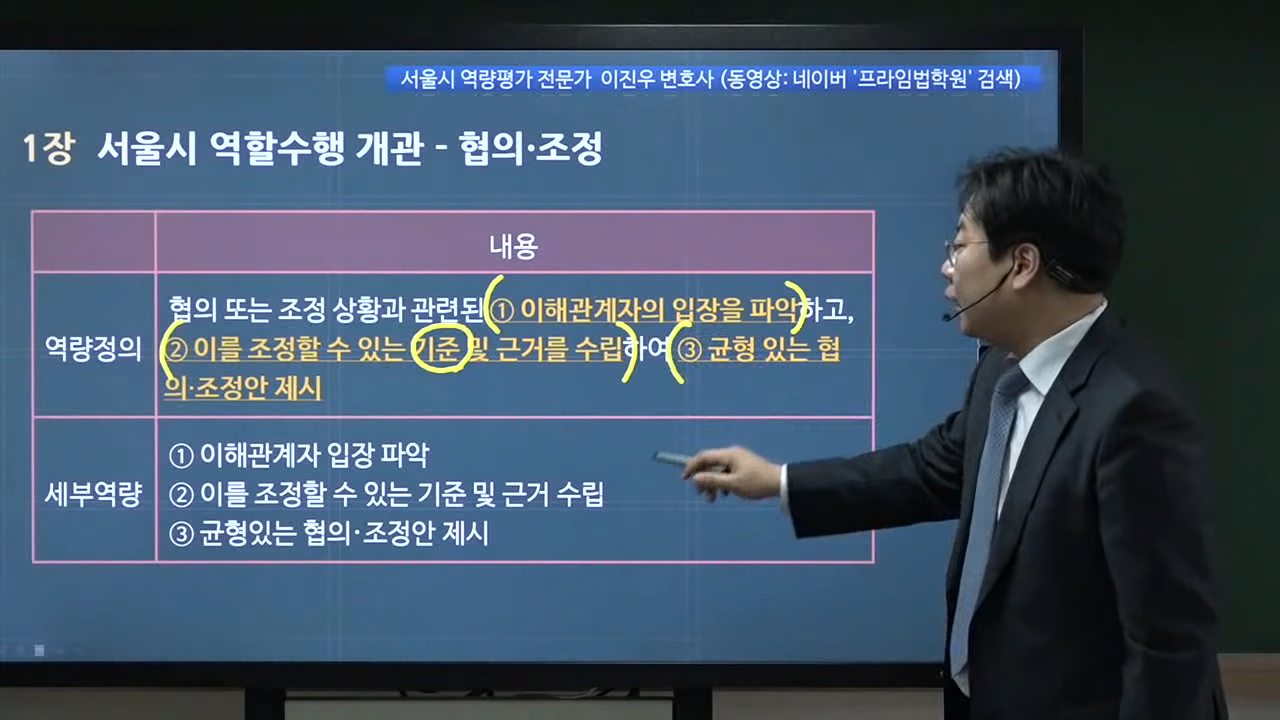 서울시 역량평가 전문가 이진우 변호사 (동영상: 네이버 '프라임법학원' 검색)
1장 서울시 역할수행 개관 - 협의·조정
내용
역량정의
협의 또는 조정 상황과 관련된 ① 이해관계자의 입장을 파악하고,
② 이를 조정할 수 있는 기준 및 근거를 수립하여 ③ 균형 있는 협
의·조정안 제시
세부역량
① 이해관계자 입장 파악
② 이를 조정할 수 있는 기준 및 근거 수립
③ 균형있는 협의·조정안 제시